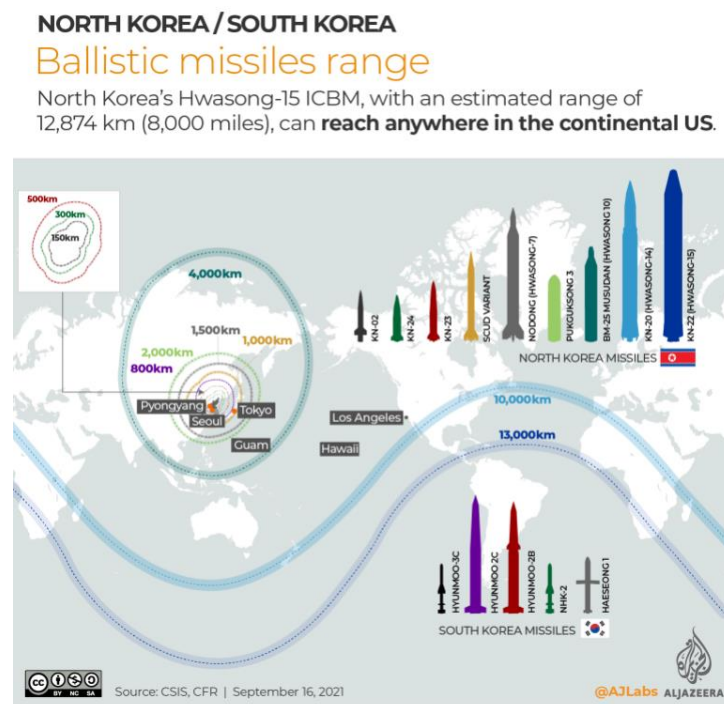 NORTH KOREA / SOUTH KOREA
Ballistic missiles range
North Korea's Hwasong-15 ICBM, with an estimated range of
12,874 km (8,000 miles), can reach anywhere in the continental US.
500km
300km
150km
4,000km
1,500km
1,000km
2,000km
800km
Pyongyang
Tokyo
Seoul
Guam
Los Angeles
Hawaii
KN-02
KN-24
KN-23
SCUD VARIANT
NODONG (HWASONG-7)
PUKGUKSONG 3
BM-25 MUSUDAN (HWASONG 10)
KN-20 (HWASONG-14)
KN-22 (HWASONG-15)
NORTH KOREA MISSILES
10,000km
13,000km
HYUNMOO-3C
HYUNMOO 2C
HYUNMOO-2B
NHK-2
HAESEONG 1
SOUTH KOREA MISSILES
cc
BY NC SA
Source: CSIS, CFR | September 16, 2021
@AJLabs
ALJAZEERA